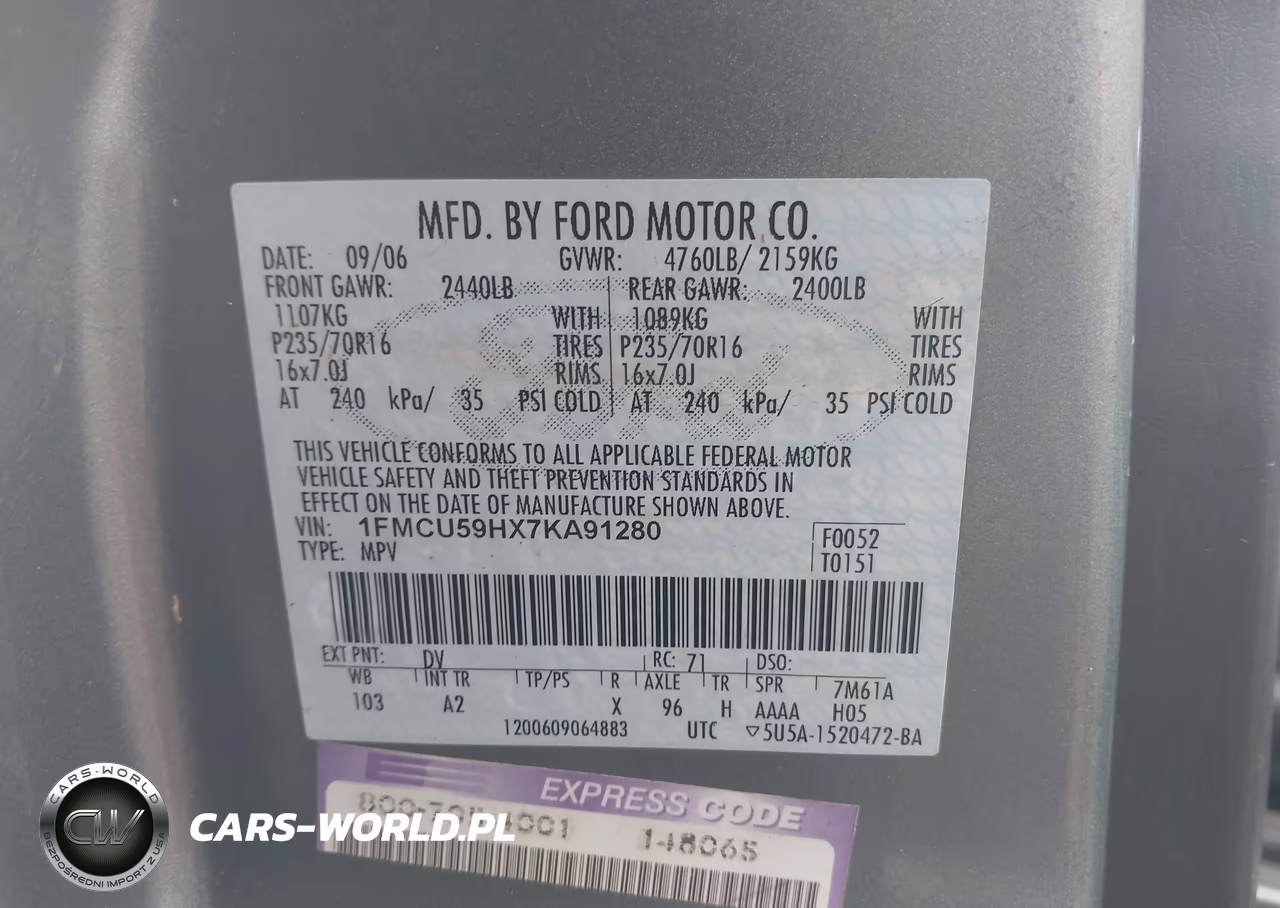 MFD. BY FORD MOTOR CO.
DATE: 09/06 GVWR: 4760LB/ 2159KG
FRONT GAWR: 2440LB REAR GAWR: 2400LB
1107KG WITH 1089KG WITH
P235/70R16 TIRES P235/70R16 TIRES
16x7.0J RIMS 16x7.0J RIMS
AT 240 kPa/ 35 PSI COLD AT 240 kPa/ 35 PSI COLD
Ford
THIS VEHICLE CONFORMS TO ALL APPLICABLE FEDERAL MOTOR
VEHICLE SAFETY AND THEFT PREVENTION STANDARDS IN
EFFECT ON THE DATE OF MANUFACTURE SHOWN ABOVE.
VIN: 1FMCU59HX7KA91280
TYPE: MPV
F0052
T0151
EXT PNT: DV RC: 71 DSO:
WB INT TR TP/PS R AXLE TR SPR 7M61A
103 A2 X 96 H AAAA H05
1200609064883 UTC ▽5U5A-1520472-BA
EXPRESS CODE
148065
CARS-WORLD
CW
BEZPOŚREDNI IMPORT Z USA
CARS-WORLD.PL